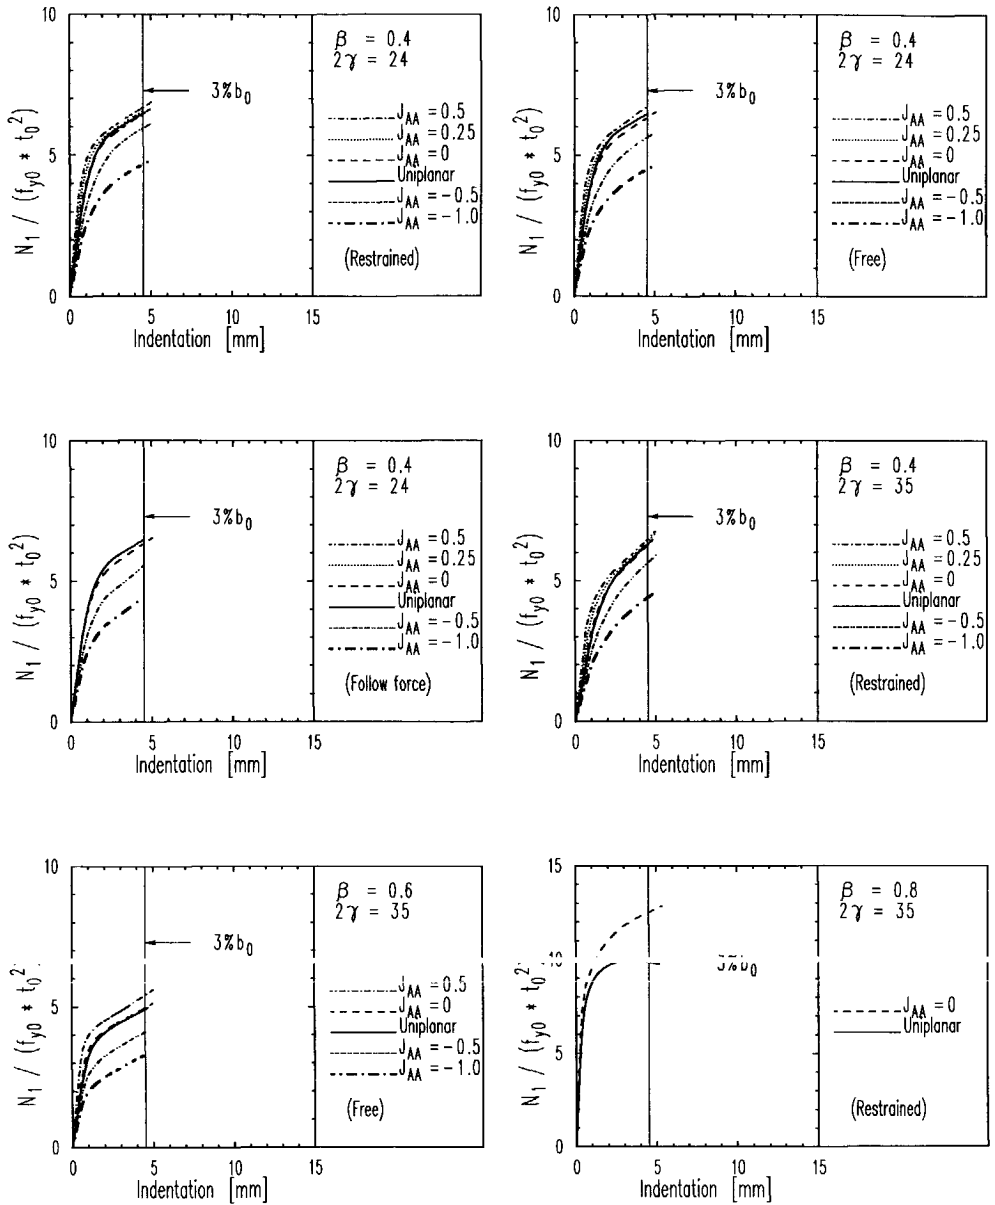 10
5
0
N1 / (fy0 * t0²)
β = 0.4
2γ = 24
3%b0
JAA = 0.5
JAA = 0.25
JAA = 0
Uniplanar
JAA = −0.5
JAA = −1.0
(Restrained)
0 5 10 15
Indentation [mm]
10
5
0
N1 / (fy0 * t0²)
β = 0.4
2γ = 24
3%b0
JAA = 0.5
JAA = 0.25
JAA = 0
Uniplanar
JAA = −0.5
JAA = −1.0
(Free)
0 5 10 15
Indentation [mm]
10
5
0
N1 / (fy0 * t0²)
β = 0.4
2γ = 24
3%b0
JAA = 0.5
JAA = 0.25
JAA = 0
Uniplanar
JAA = −0.5
JAA = −1.0
(Follow force)
0 5 10 15
Indentation [mm]
10
5
0
N1 / (fy0 * t0²)
β = 0.4
2γ = 35
3%b0
JAA = 0.5
JAA = 0.25
JAA = 0
Uniplanar
JAA = −0.5
JAA = −1.0
(Restrained)
0 5 10 15
Indentation [mm]
10
5
0
N1 / (fy0 * t0²)
β = 0.6
2γ = 35
3%b0
JAA = 0.5
JAA = 0
Uniplanar
JAA = −0.5
JAA = −1.0
(Free)
0 5 10 15
Indentation [mm]
15
10
5
0
N1 / (fy0 * t0²)
β = 0.8
2γ = 35
3%b0
JAA = 0
Uniplanar
(Restrained)
0 5 10 15
Indentation [mm]